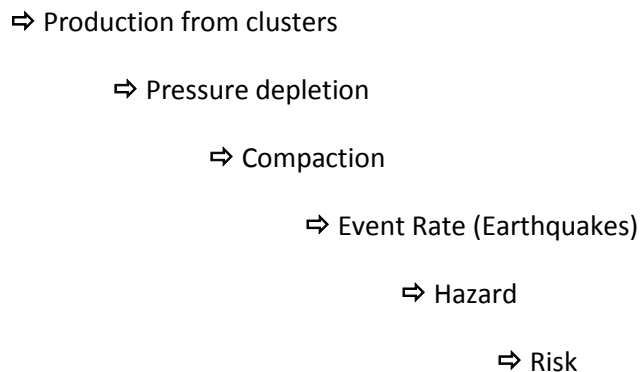 ⇨ Production from clusters
⇨ Pressure depletion
⇨ Compaction
⇨ Event Rate (Earthquakes)
⇨ Hazard
⇨ Risk